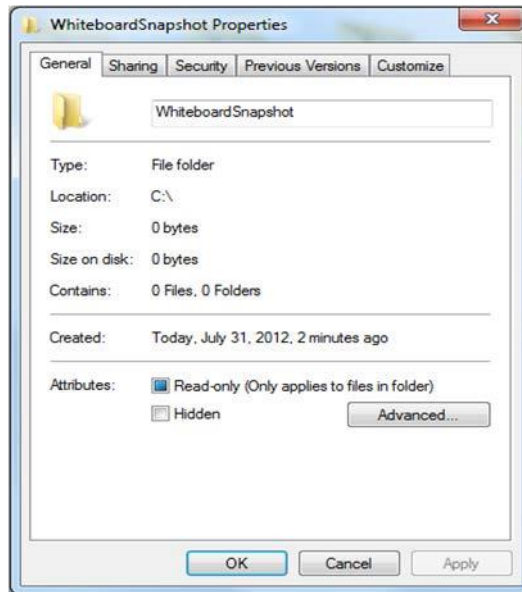 WhiteboardSnapshot Properties
General Sharing Security Previous Versions Customize
WhiteboardSnapshot
Type: File folder
Location: C:\
Size: 0 bytes
Size on disk: 0 bytes
Contains: 0 Files, 0 Folders
Created: Today, July 31, 2012, 2 minutes ago
Attributes: Read-only (Only applies to files in folder)
Hidden Advanced...
OK Cancel Apply